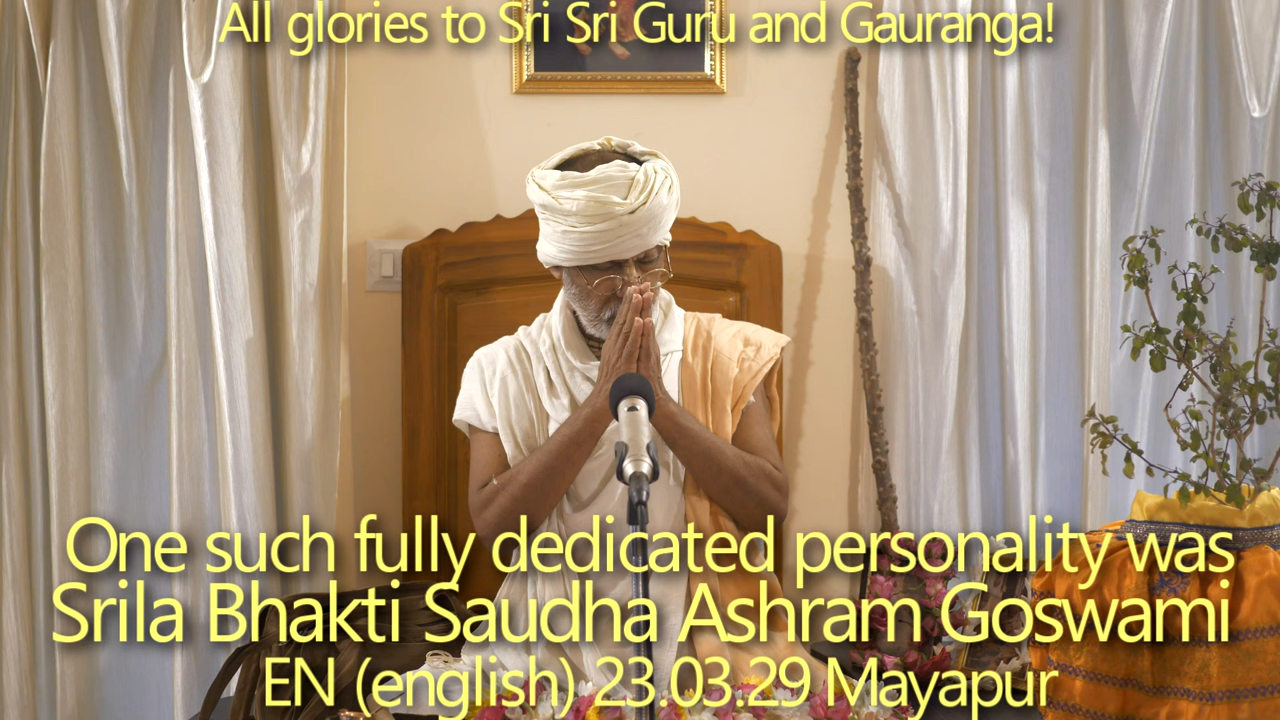 All glories to Sri Sri Guru and Gauranga!
One such fully dedicated personality was
Srila Bhakti Saudha Ashram Goswami
EN (english) 23.03.29 Mayapur